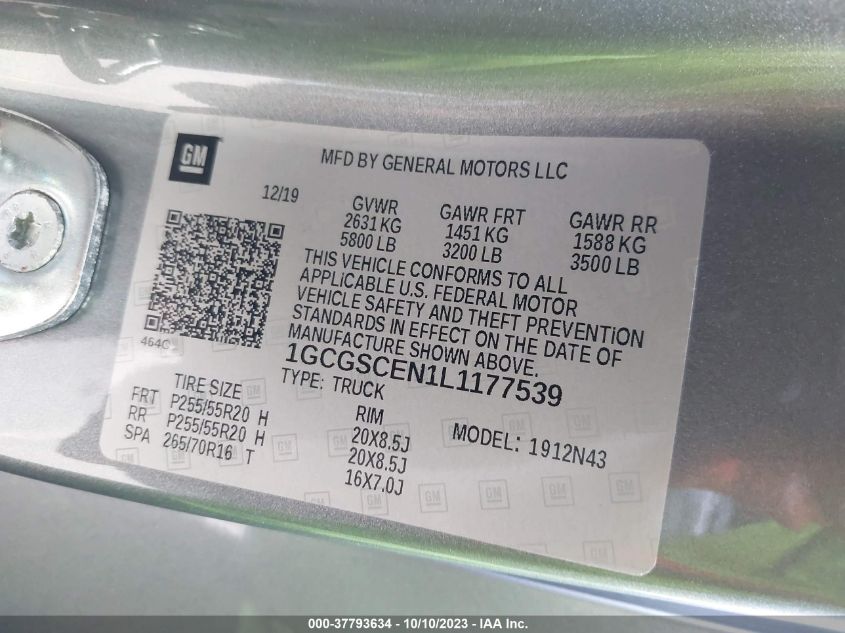 GM
MFD BY GENERAL MOTORS LLC
12/19
GVWR GAWR FRT GAWR RR
2631 KG 1451 KG 1588 KG
5800 LB 3200 LB 3500 LB
THIS VEHICLE CONFORMS TO ALL
APPLICABLE U.S. FEDERAL MOTOR
VEHICLE SAFETY AND THEFT PREVENTION
STANDARDS IN EFFECT ON THE DATE OF
MANUFACTURE SHOWN ABOVE.
464C
1GCGSCEN1L1177539
TYPE: TRUCK
TIRE SIZE RIM
FRT P255/55R20 H 20X8.5J
RR P255/55R20 H 20X8.5J
SPA 265/70R16 T 16X7.0J
MODEL: 1912N43
000-37793634 - 10/10/2023 - IAA Inc.